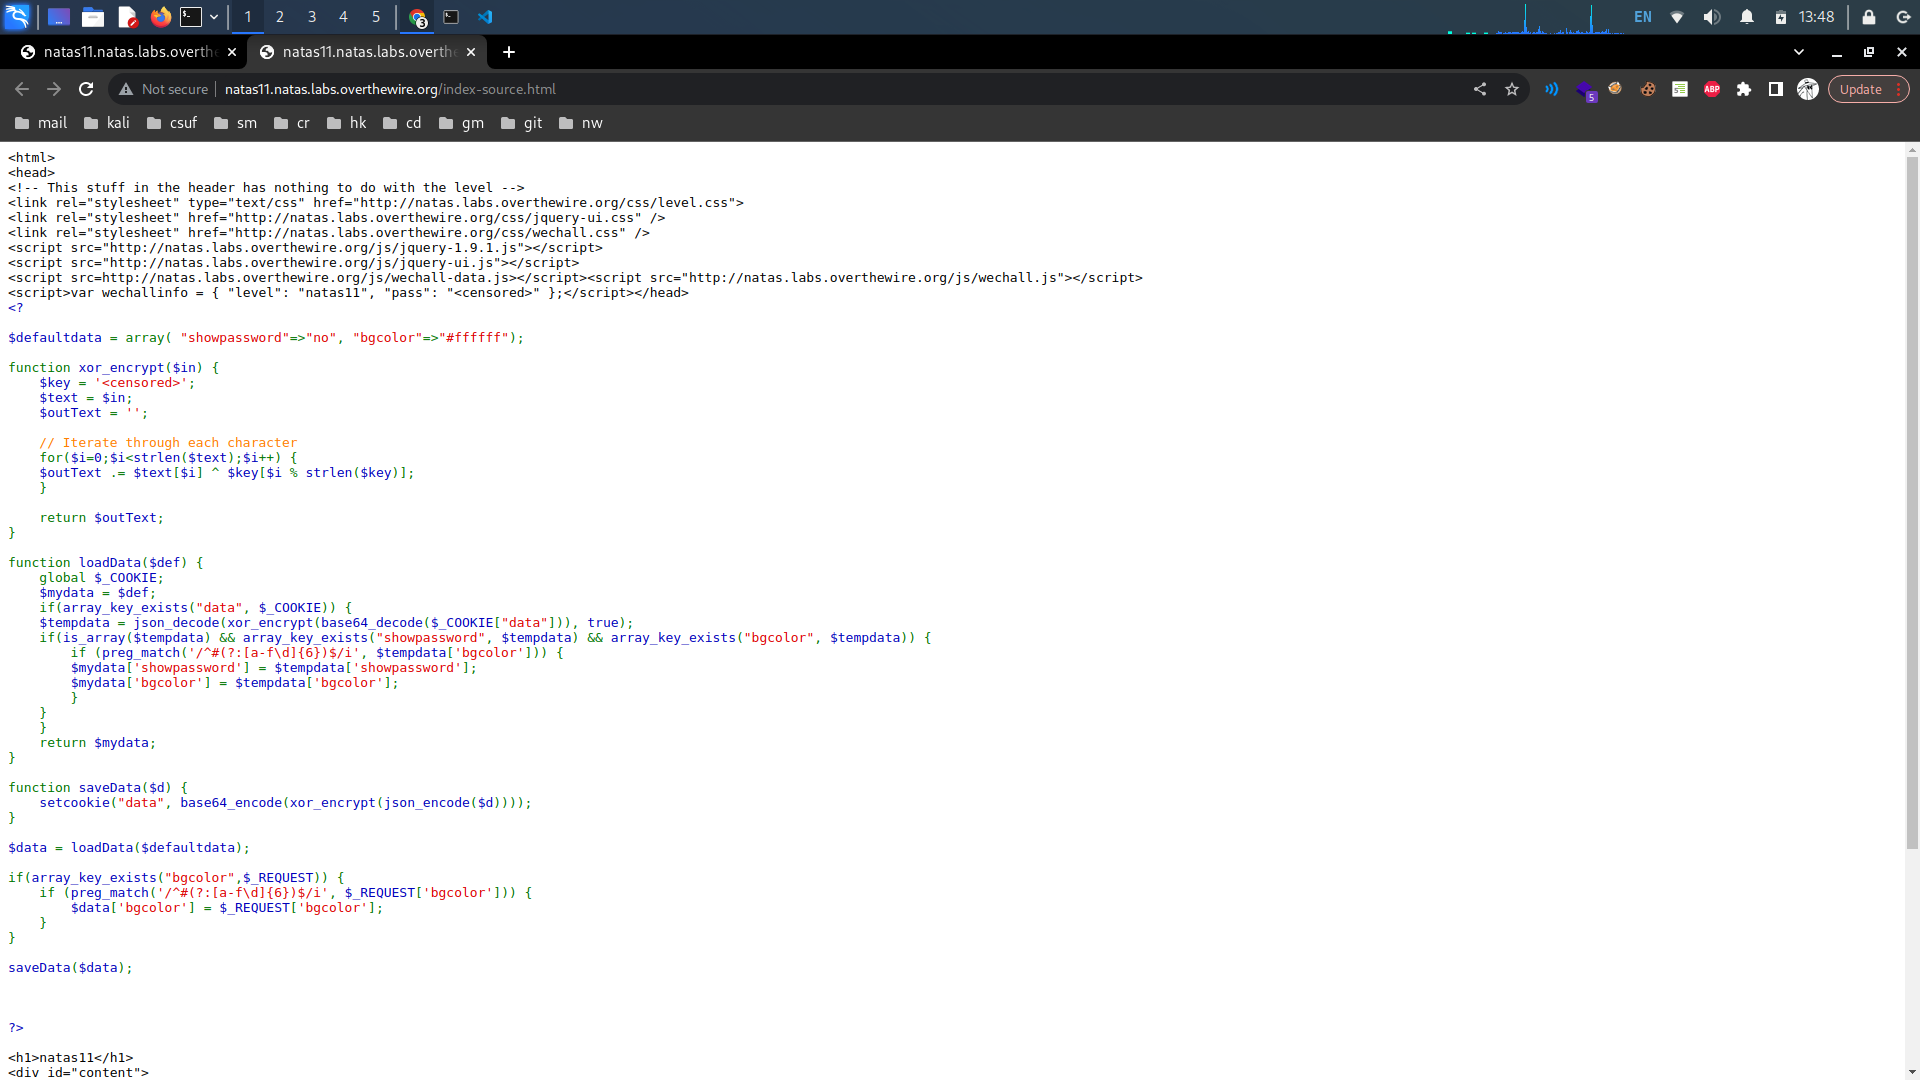 1 2 3 4 5 3 EN 13:48
natas11.natas.labs.overthe natas11.natas.labs.overthe
Not secure natas11.natas.labs.overthewire.org/index-source.html 5 ABP Update
mail kali csuf sm cr hk cd gm git nw
<html>
<head>
<!-- This stuff in the header has nothing to do with the level -->
<link rel="stylesheet" type="text/css" href="http://natas.labs.overthewire.org/css/level.css">
<link rel="stylesheet" href="http://natas.labs.overthewire.org/css/jquery-ui.css" />
<link rel="stylesheet" href="http://natas.labs.overthewire.org/css/wechall.css" />
<script src="http://natas.labs.overthewire.org/js/jquery-1.9.1.js"></script>
<script src="http://natas.labs.overthewire.org/js/jquery-ui.js"></script>
<script src=http://natas.labs.overthewire.org/js/wechall-data.js></script><script src="http://natas.labs.overthewire.org/js/wechall.js"></script>
<script>var wechallinfo = { "level": "natas11", "pass": "<censored>" };</script></head>
<?
$defaultdata = array( "showpassword"=>"no", "bgcolor"=>"#ffffff");
function xor_encrypt($in) {
$key = '<censored>';
$text = $in;
$outText = '';
// Iterate through each character
for($i=0;$i<strlen($text);$i++) {
$outText .= $text[$i] ^ $key[$i % strlen($key)];
}
return $outText;
}
function loadData($def) {
global $_COOKIE;
$mydata = $def;
if(array_key_exists("data", $_COOKIE)) {
$tempdata = json_decode(xor_encrypt(base64_decode($_COOKIE["data"])), true);
if(is_array($tempdata) && array_key_exists("showpassword", $tempdata) && array_key_exists("bgcolor", $tempdata)) {
if (preg_match('/^#(?:[a-f\d]{6})$/i', $tempdata['bgcolor'])) {
$mydata['showpassword'] = $tempdata['showpassword'];
$mydata['bgcolor'] = $tempdata['bgcolor'];
}
}
}
return $mydata;
}
function saveData($d) {
setcookie("data", base64_encode(xor_encrypt(json_encode($d))));
}
$data = loadData($defaultdata);
if(array_key_exists("bgcolor",$_REQUEST)) {
if (preg_match('/^#(?:[a-f\d]{6})$/i', $_REQUEST['bgcolor'])) {
$data['bgcolor'] = $_REQUEST['bgcolor'];
}
}
saveData($data);
?>
<h1>natas11</h1>
<div id="content">